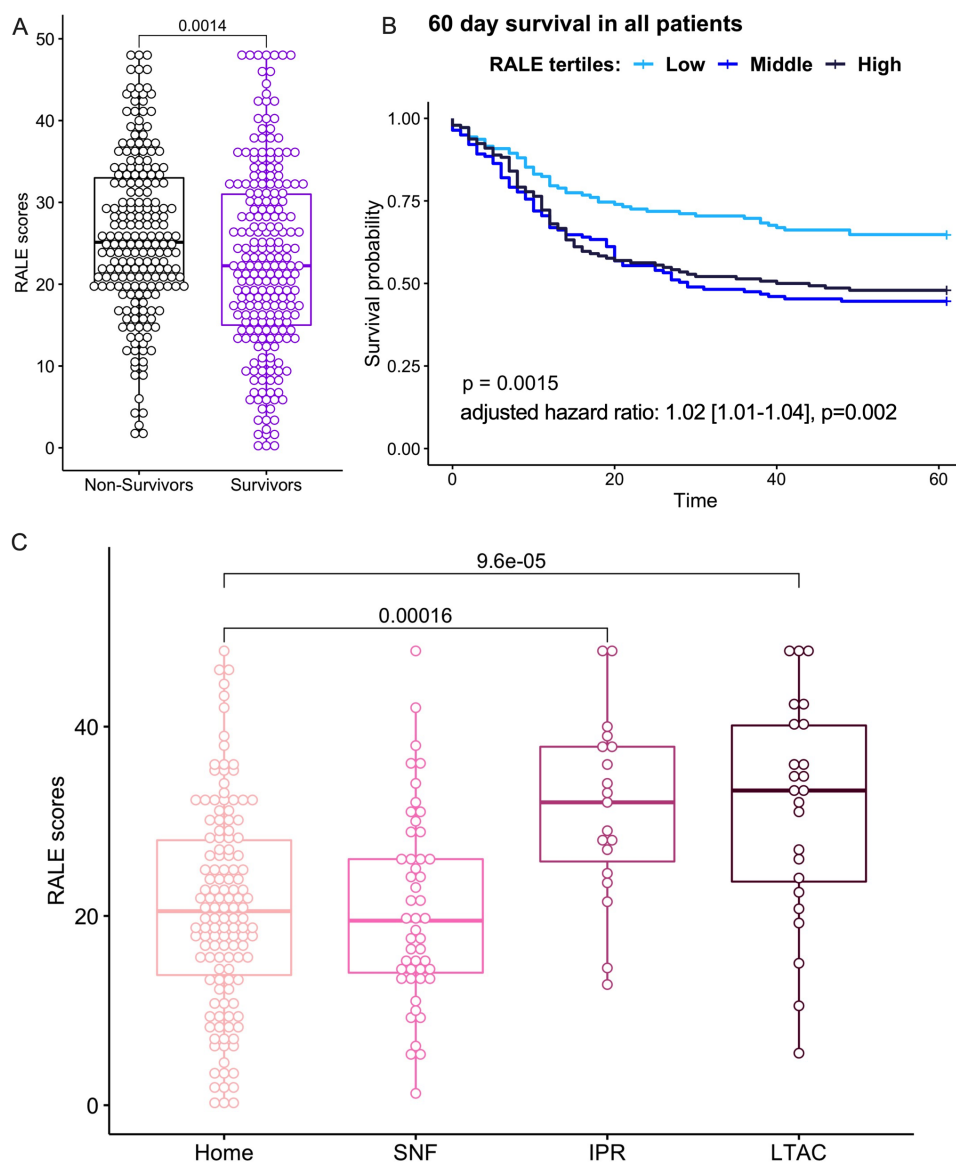 A
0.0014
50
40
30
20
10
0
RALE scores
Non-Survivors
Survivors
B
60 day survival in all patients
RALE tertiles: Low Middle High
1.00
0.75
0.50
0.25
0.00
Survival probability
p = 0.0015
adjusted hazard ratio: 1.02 [1.01-1.04], p=0.002
0
20
40
60
Time
C
9.6e-05
0.00016
40
20
0
RALE scores
Home
SNF
IPR
LTAC